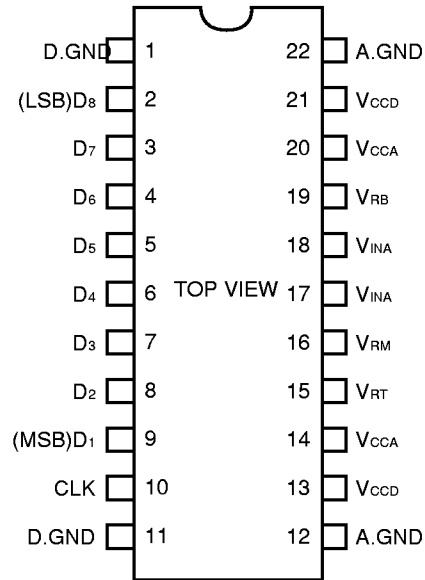 D.GND 1 22 A.GND
(LSB)D8 2 21 VCCD
D7 3 20 VCCA
D6 4 19 VRB
D5 5 18 VINA
D4 6 TOP VIEW 17 VINA
D3 7 16 VRM
D2 8 15 VRT
(MSB)D1 9 14 VCCA
CLK 10 13 VCCD
D.GND 11 12 A.GND